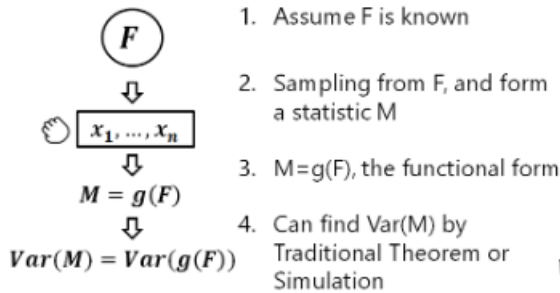 F
x₁, ..., xₙ
M = g(F)
Var(M) = Var(g(F))
1. Assume F is known
2. Sampling from F, and form
a statistic M
3. M=g(F), the functional form
4. Can find Var(M) by
Traditional Theorem or
Simulation